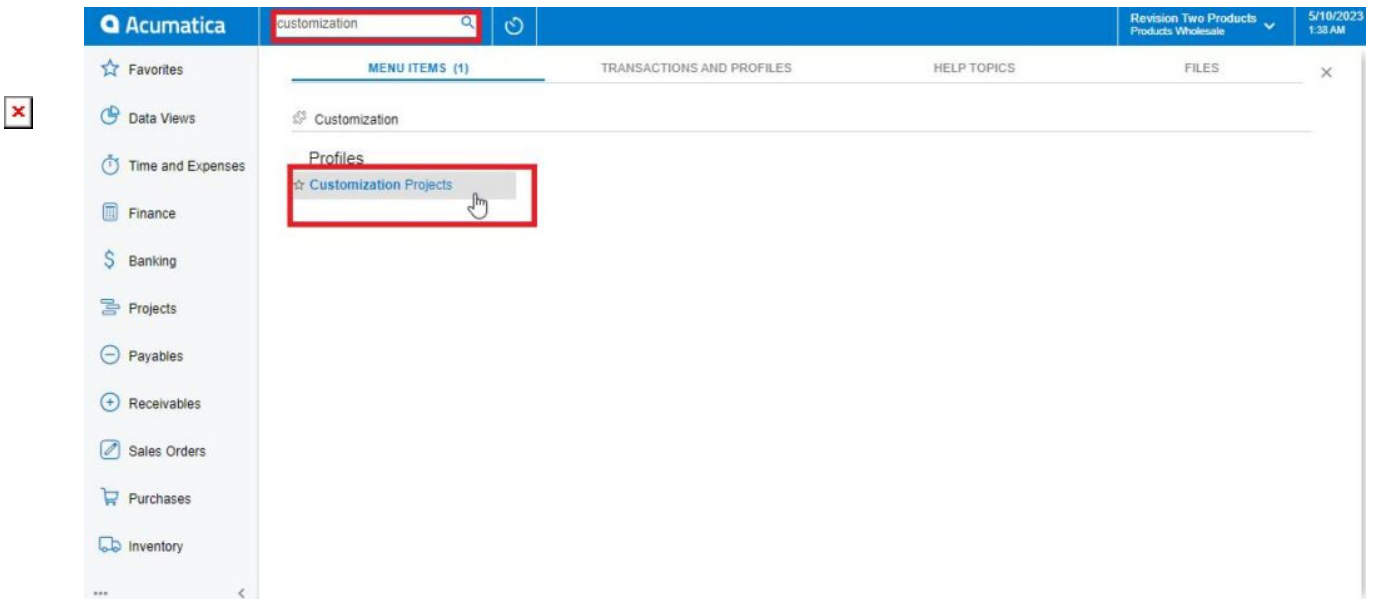 Acumatica
customization
Revision Two Products
Products Wholesale
5/10/2023
1:38 AM
Favorites
Data Views
Time and Expenses
Finance
Banking
Projects
Payables
Receivables
Sales Orders
Purchases
Inventory
MENU ITEMS (1)
TRANSACTIONS AND PROFILES
HELP TOPICS
FILES
Customization
Profiles
Customization Projects